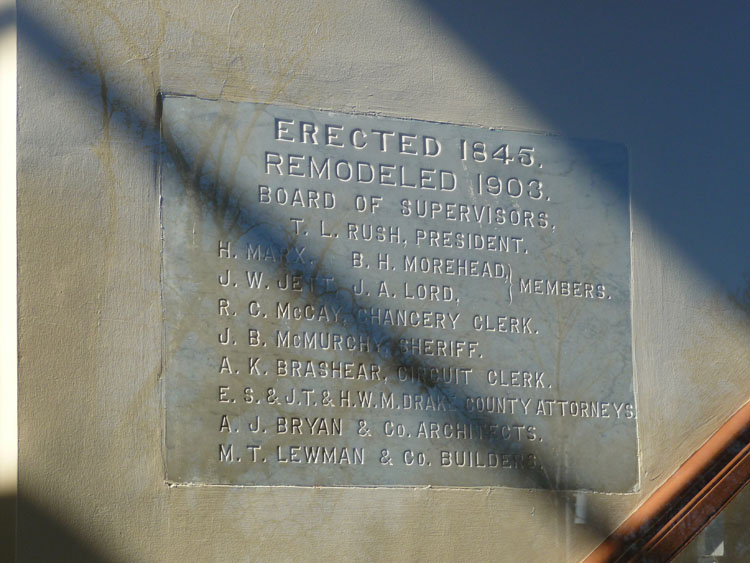 ERECTED 1845.
REMODELED 1903.
BOARD OF SUPERVISORS,
T. L. RUSH, PRESIDENT.
H. MARX, B. H. MOREHEAD,
J. W. JETT, J. A. LORD, } MEMBERS.
R. C. McCAY, CHANCERY CLERK.
J. B. McMURCHY, SHERIFF.
A. K. BRASHEAR, CIRCUIT CLERK.
E. S. & J. T. & H. W. M. DRAKE, COUNTY ATTORNEYS.
A. J. BRYAN & Co. ARCHITECTS.
M. T. LEWMAN & Co. BUILDERS.